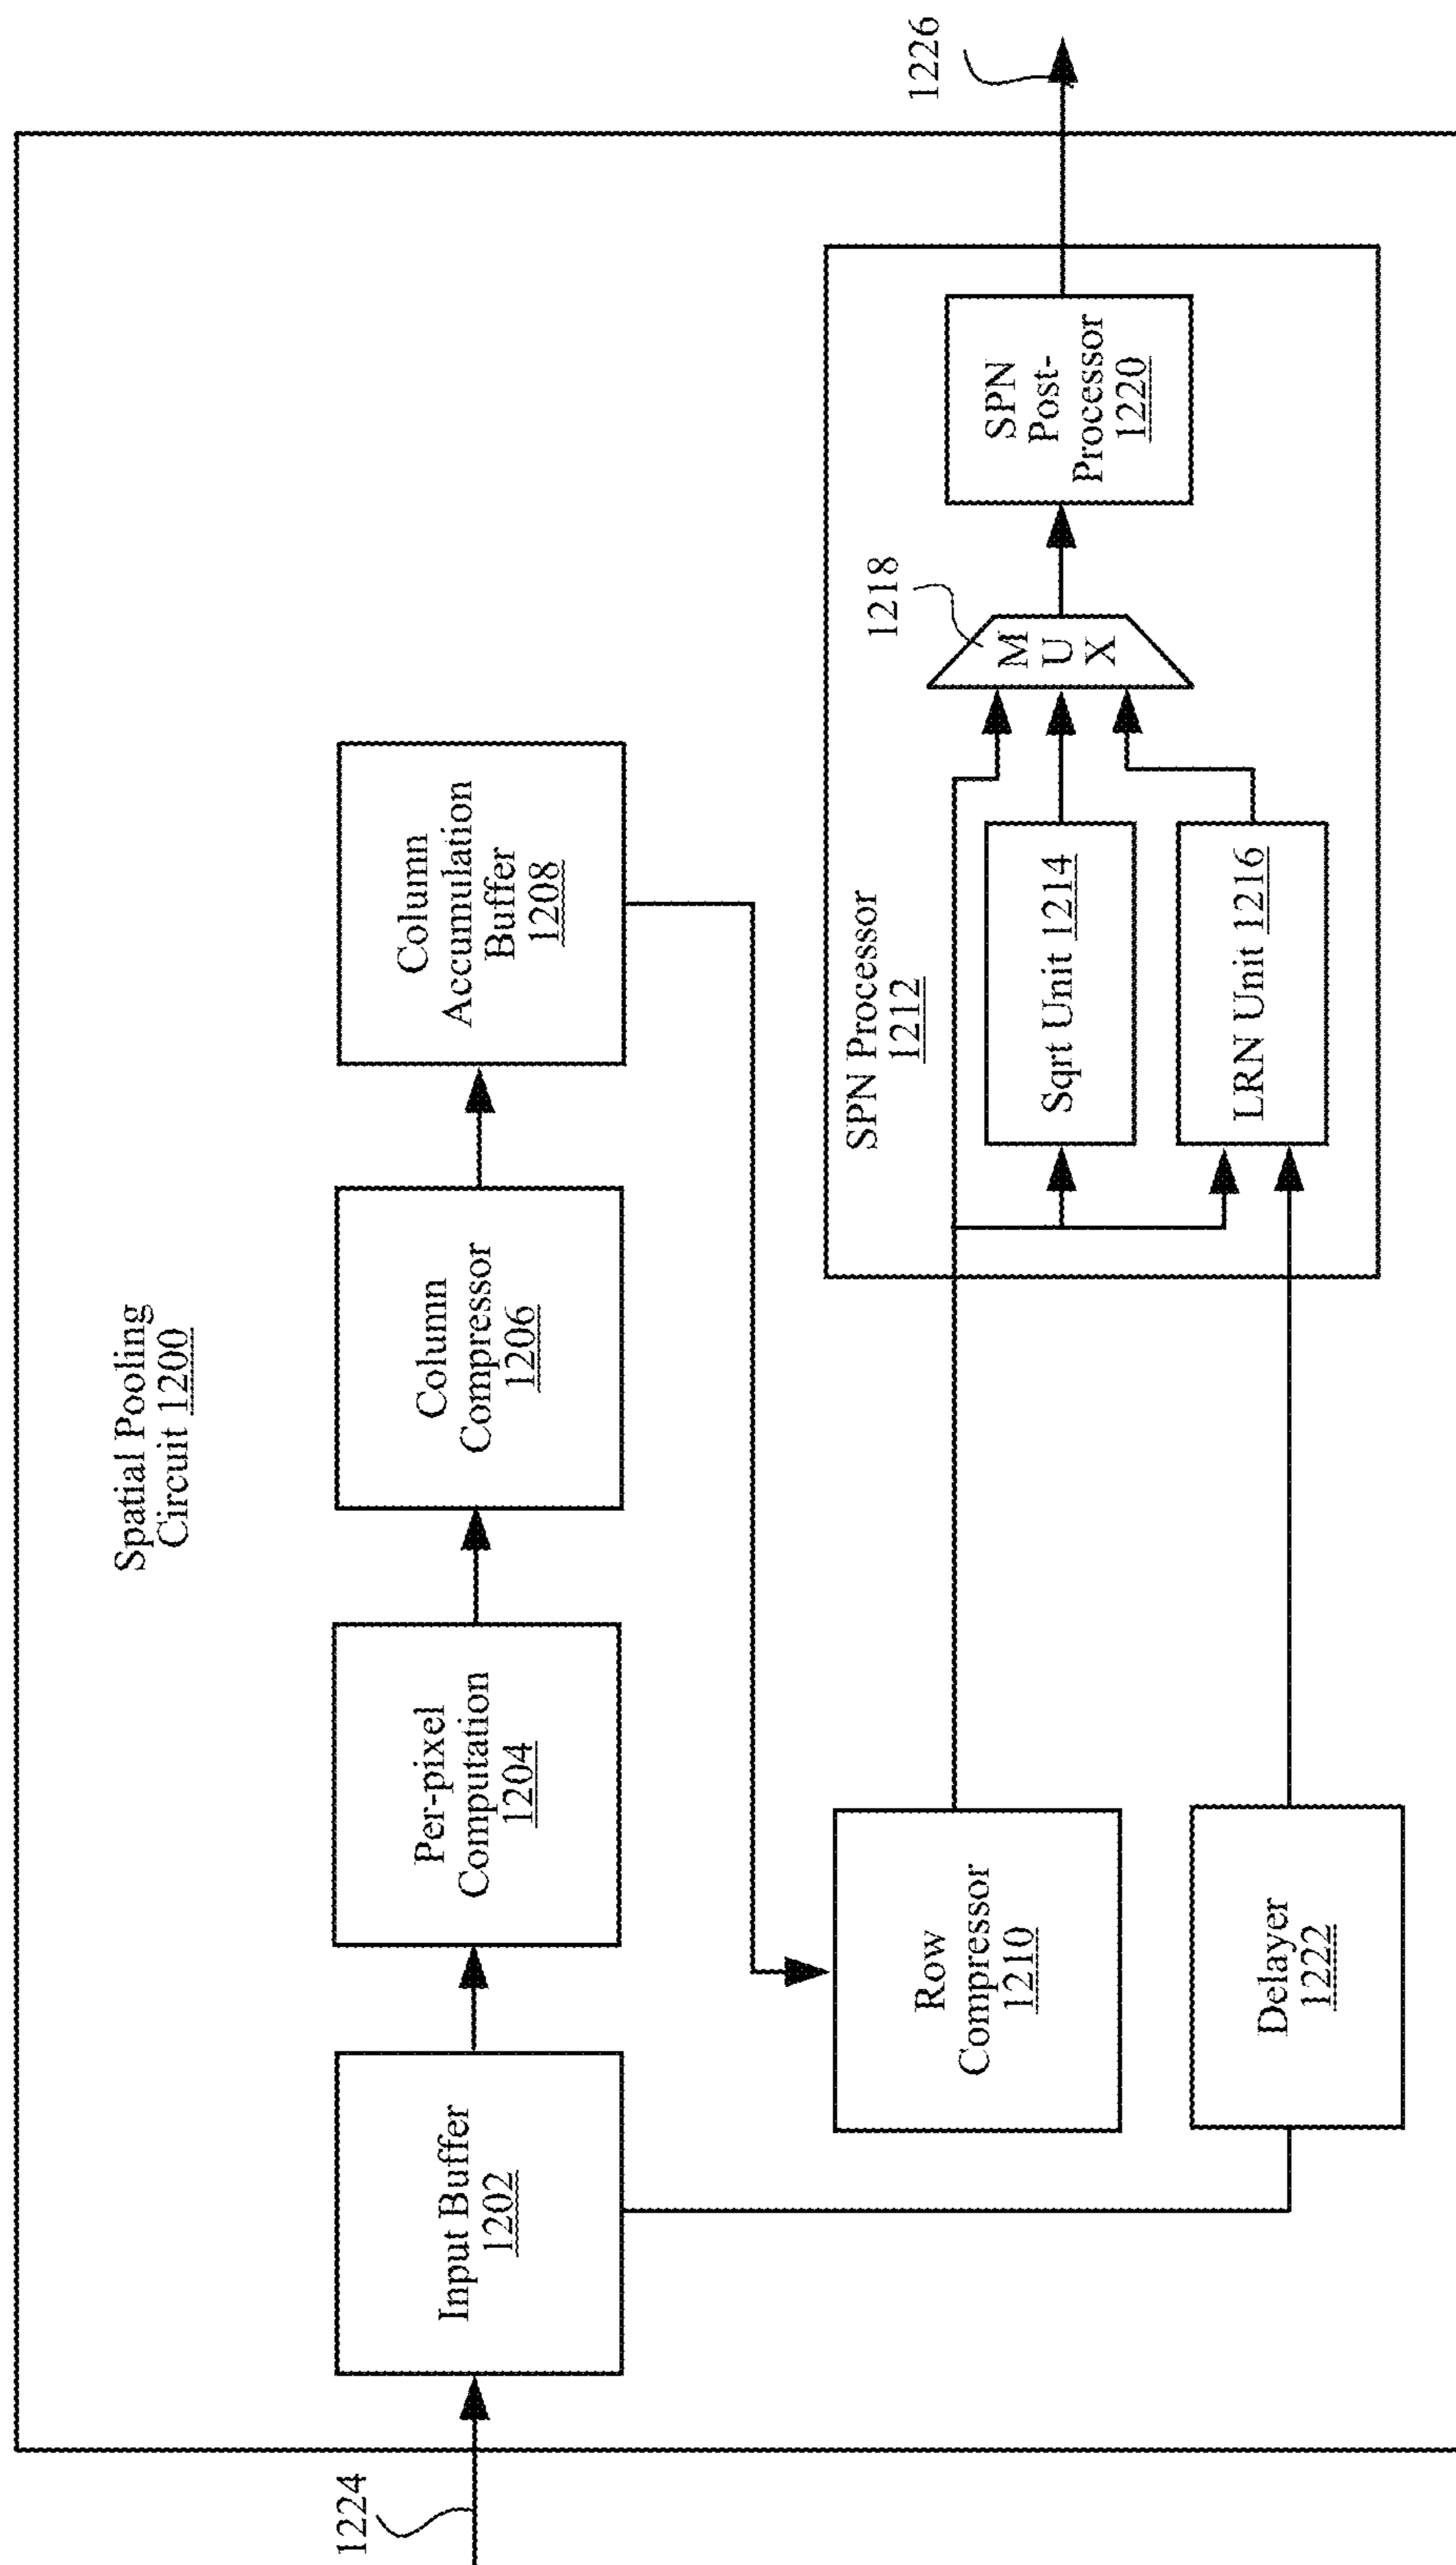 Spatial Pooling
Circuit 1200
1224
Input Buffer
1202
Per-pixel
Computation
1204
Column
Compressor
1206
Column
Accumulation
Buffer
1208
Row
Compressor
1210
Delayer
1222
SPN Processor
1212
Sqrt Unit 1214
LRN Unit 1216
1218
M
U
X
SPN
Post-
Processor
1220
1226